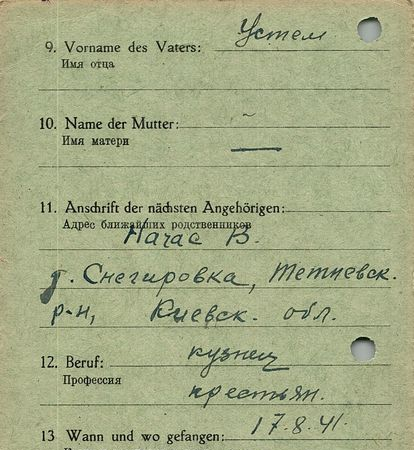 9. Vorname des Vaters: Устем
Имя отца
10. Name der Mutter: —
Имя матери
11. Anschrift der nächsten Angehörigen:
Адрес ближайших родственников
В.
д. Снегировка, Тетиевск.
р-н, Киевск. обл.
12. Beruf: кузнец
Профессия
крестьян.
13 Wann und wo gefangen: 17.8.41.